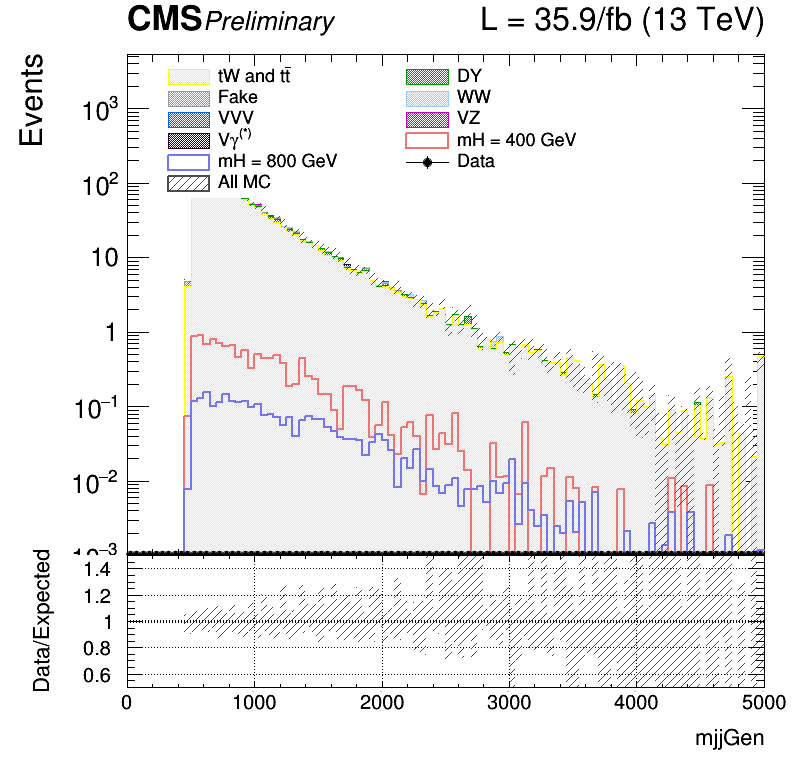 CMS Preliminary L = 35.9/fb (13 TeV)
Events
tW and tt̄ DY
Fake WW
VVV VZ
Vγ(*) mH = 400 GeV
mH = 800 GeV Data
All MC
10³
10²
10
1
10⁻¹
10⁻²
10⁻³
Data/Expected
1.4
1.2
1
0.8
0.6
0 1000 2000 3000 4000 5000
mjjGen